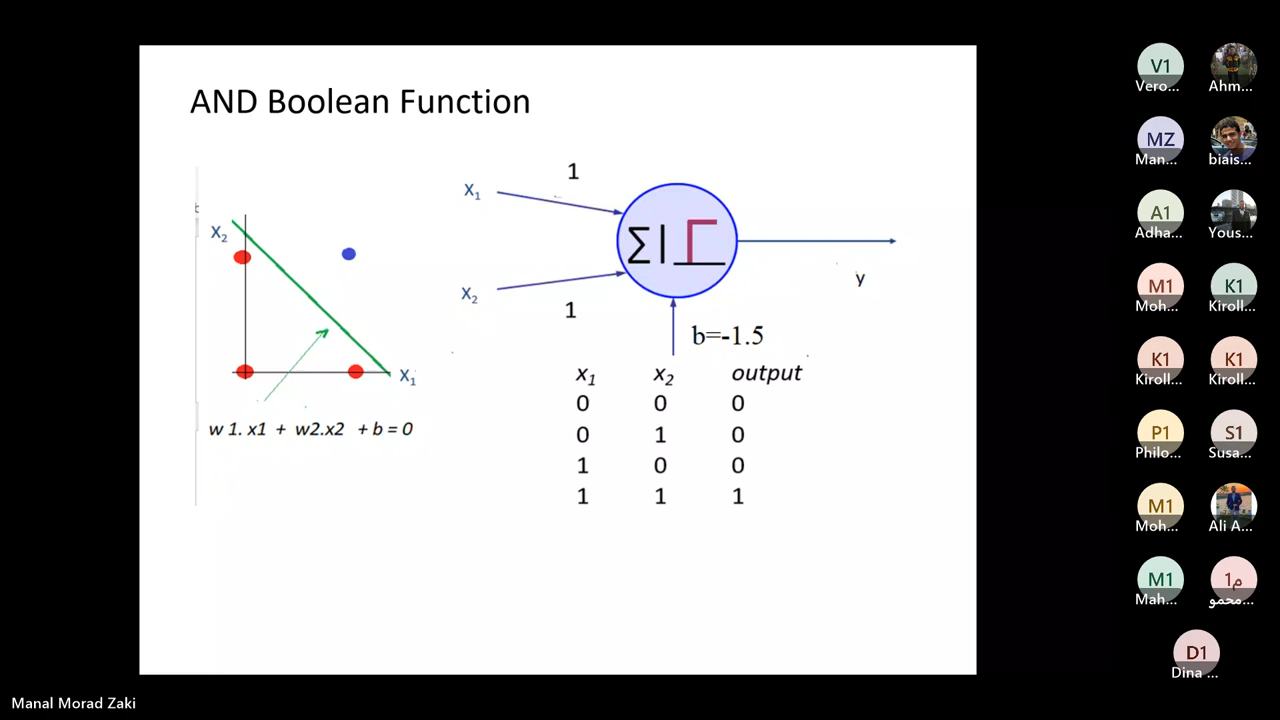 AND Boolean Function
1
x1
x2
Σ
x2
1
y
b=-1.5
x1
w 1. x1 + w2.x2 + b = 0
x1 x2 output
0 0 0
0 1 0
1 0 0
1 1 1
V1
Vero...
Ahm...
MZ
Man...
biais...
A1
Adha...
Yous...
M1
Moh...
K1
Kiroll...
K1
Kiroll...
K1
Kiroll...
P1
Philo...
S1
Susa...
M1
Moh...
Ali A...
M1
Mah...
م1
محمو...
D1
Dina ...
Manal Morad Zaki